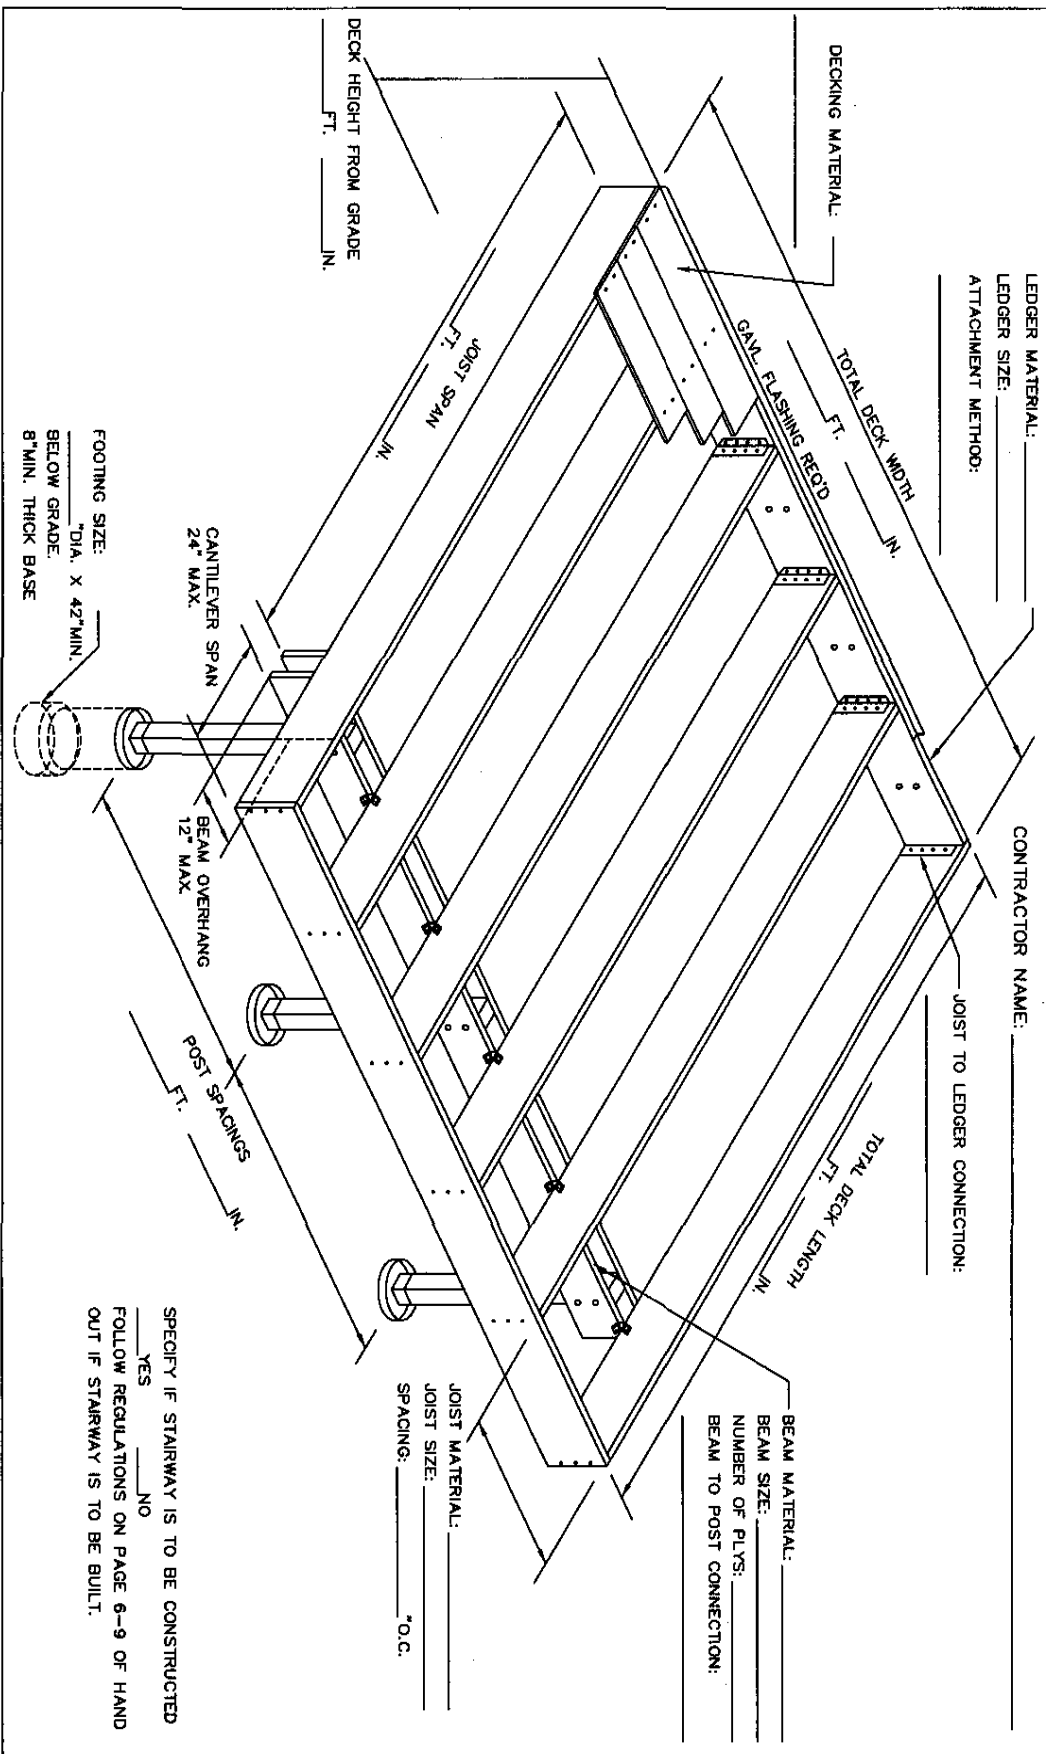 CONTRACTOR NAME:
LEDGER MATERIAL:
LEDGER SIZE:
ATTACHMENT METHOD:
JOIST TO LEDGER CONNECTION:
DECKING MATERIAL:
TOTAL DECK WIDTH
FT. IN.
GAVL. FLASHING REQ'D
TOTAL DECK LENGTH
FT. IN.
BEAM MATERIAL:
BEAM SIZE:
NUMBER OF PLYS:
BEAM TO POST CONNECTION:
DECK HEIGHT FROM GRADE
FT. IN.
JOIST SPAN
FT. IN.
JOIST MATERIAL:
JOIST SIZE:
SPACING: "O.C.
CANTILEVER SPAN
24" MAX.
BEAM OVERHANG
12" MAX.
POST SPACINGS
FT. IN.
FOOTING SIZE:
"DIA. X 42"MIN.
BELOW GRADE.
8"MIN. THICK BASE
SPECIFY IF STAIRWAY IS TO BE CONSTRUCTED
YES NO
FOLLOW REGULATIONS ON PAGE 6-9 OF HAND
OUT IF STAIRWAY IS TO BE BUILT.